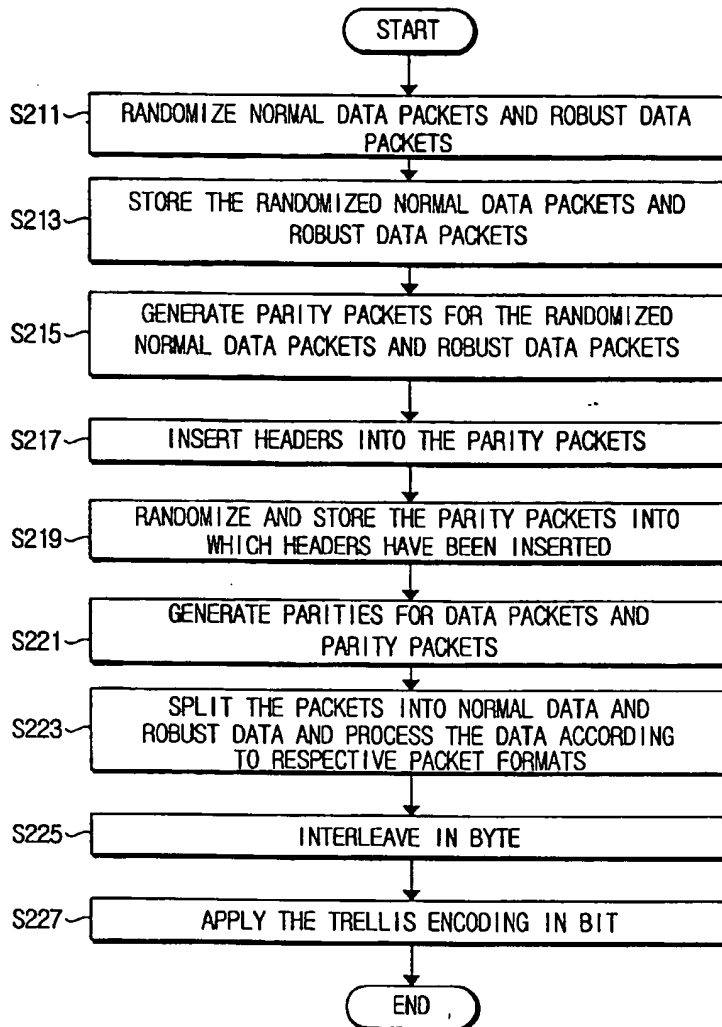 START
S211
RANDOMIZE NORMAL DATA PACKETS AND ROBUST DATA
PACKETS
S213
STORE THE RANDOMIZED NORMAL DATA PACKETS AND
ROBUST DATA PACKETS
S215
GENERATE PARITY PACKETS FOR THE RANDOMIZED
NORMAL DATA PACKETS AND ROBUST DATA PACKETS
S217
INSERT HEADERS INTO THE PARITY PACKETS
S219
RANDOMIZE AND STORE THE PARITY PACKETS INTO
WHICH HEADERS HAVE BEEN INSERTED
S221
GENERATE PARITIES FOR DATA PACKETS AND
PARITY PACKETS
S223
SPLIT THE PACKETS INTO NORMAL DATA AND
ROBUST DATA AND PROCESS THE DATA ACCORDING
TO RESPECTIVE PACKET FORMATS
S225
INTERLEAVE IN BYTE
S227
APPLY THE TRELLIS ENCODING IN BIT
END